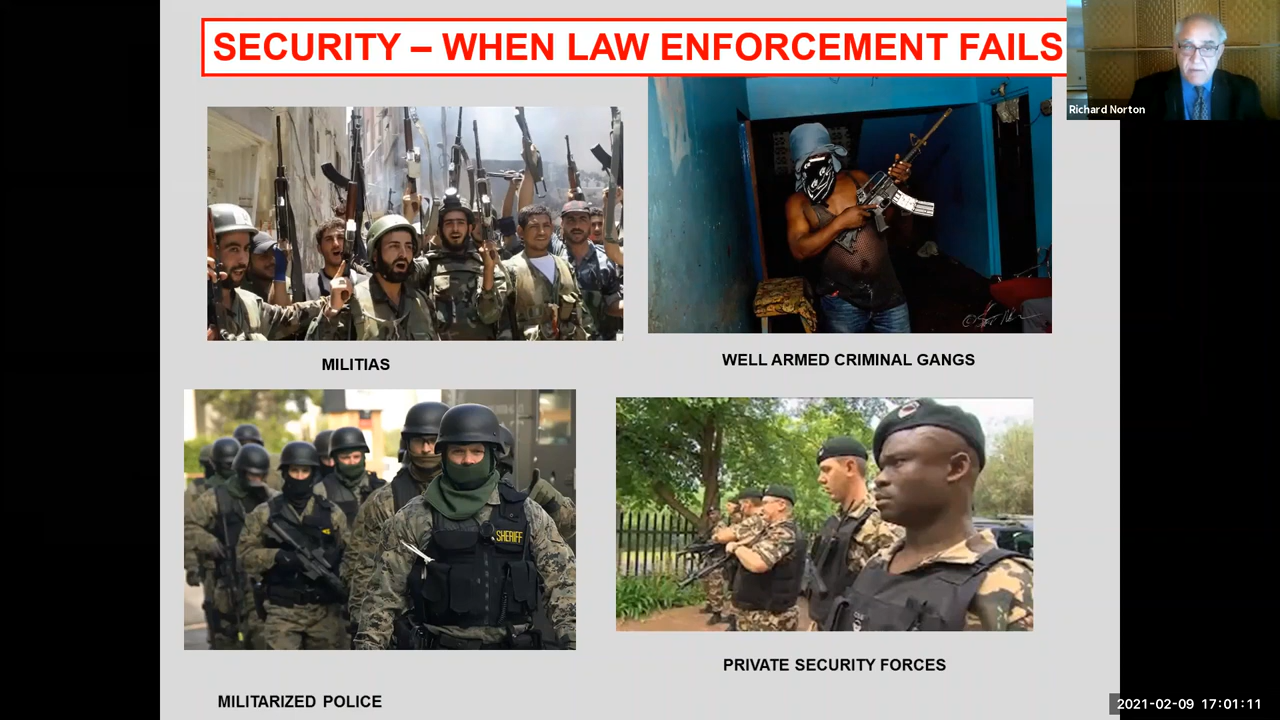 SECURITY – WHEN LAW ENFORCEMENT FAILS
Richard Norton
MILITIAS
WELL ARMED CRIMINAL GANGS
SHERIFF
PRIVATE SECURITY FORCES
MILITARIZED POLICE
2021-02-09 17:01:11